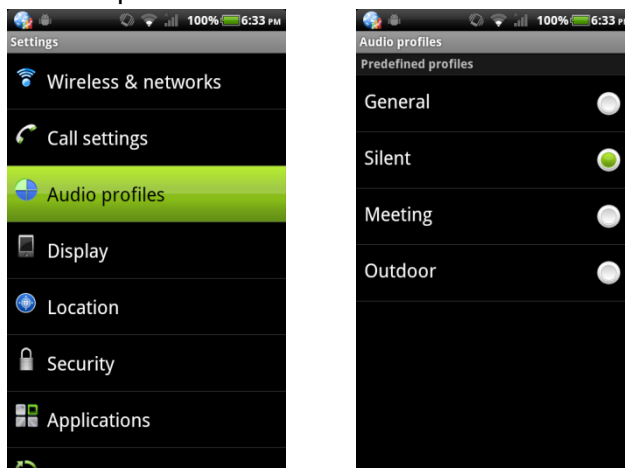 100% 6:33 PM
Settings
Wireless & networks
Call settings
Audio profiles
Display
Location
Security
Applications
100% 6:33
Audio profiles
Predefined profiles
General
Silent
Meeting
Outdoor